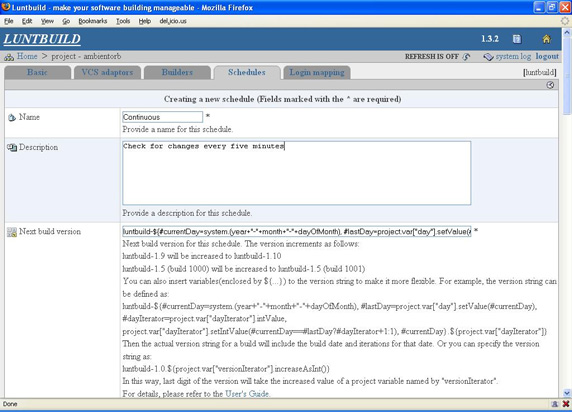 Luntbuild - make your software building manageable - Mozilla Firefox
File Edit View Go Bookmarks Tools Help del.icio.us
LUNTBUILD
1.3.2
Home > project - ambientorb
REFRESH IS OFF system log logout
Basic VCS adaptors Builders Schedules Login mapping [luntbuild]
Creating a new schedule (Fields marked with the * are required)
Name Continuous *
Provide a name for this schedule.
Description Check for changes every five minutes
Provide a description for this schedule.
Next build version luntbuild-${#currentDay=system.(year+"-"+month+"-"+dayOfMonth), #lastDay=project.var["day"].setValue(# *
Next build version for this schedule. The version increments as follows:
luntbuild-1.9 will be increased to luntbuild-1.10
luntbuild-1.5 (build 1000) will be increased to luntbuild-1.5 (build 1001)
You can also insert variables(enclosed by ${...}) to the version string to make it more flexible. For example, the version string can
be defined as:
luntbuild-${#currentDay=system.(year+"-"+month+"-"+dayOfMonth), #lastDay=project.var["day"].setValue(#currentDay),
#dayIterator=project.var["dayIterator"].intValue,
project.var["dayIterator"].setIntValue(#currentDay==#lastDay?#dayIterator+1:1), #currentDay}.${project.var["dayIterator"]}
Then the actual version string for a build will include the build date and iterations for that date. Or you can specify the version
string as:
luntbuild-1.0.${project.var["versionIterator"].increaseAsInt()}
In this way, last digit of the version will take the increased value of a project variable named by "versionIterator".
For details, please refer to the User's Guide.
Done